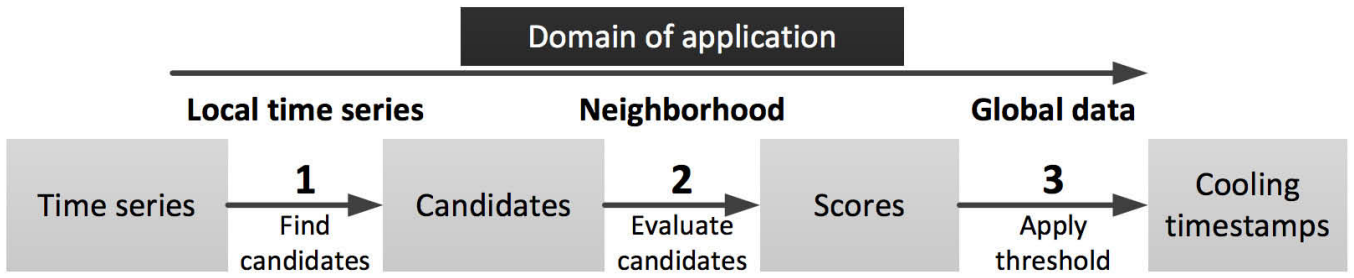 Domain of application
Local time series
Neighborhood
Global data
Time series
1
Find
candidates
Candidates
2
Evaluate
candidates
Scores
3
Apply
threshold
Cooling
timestamps